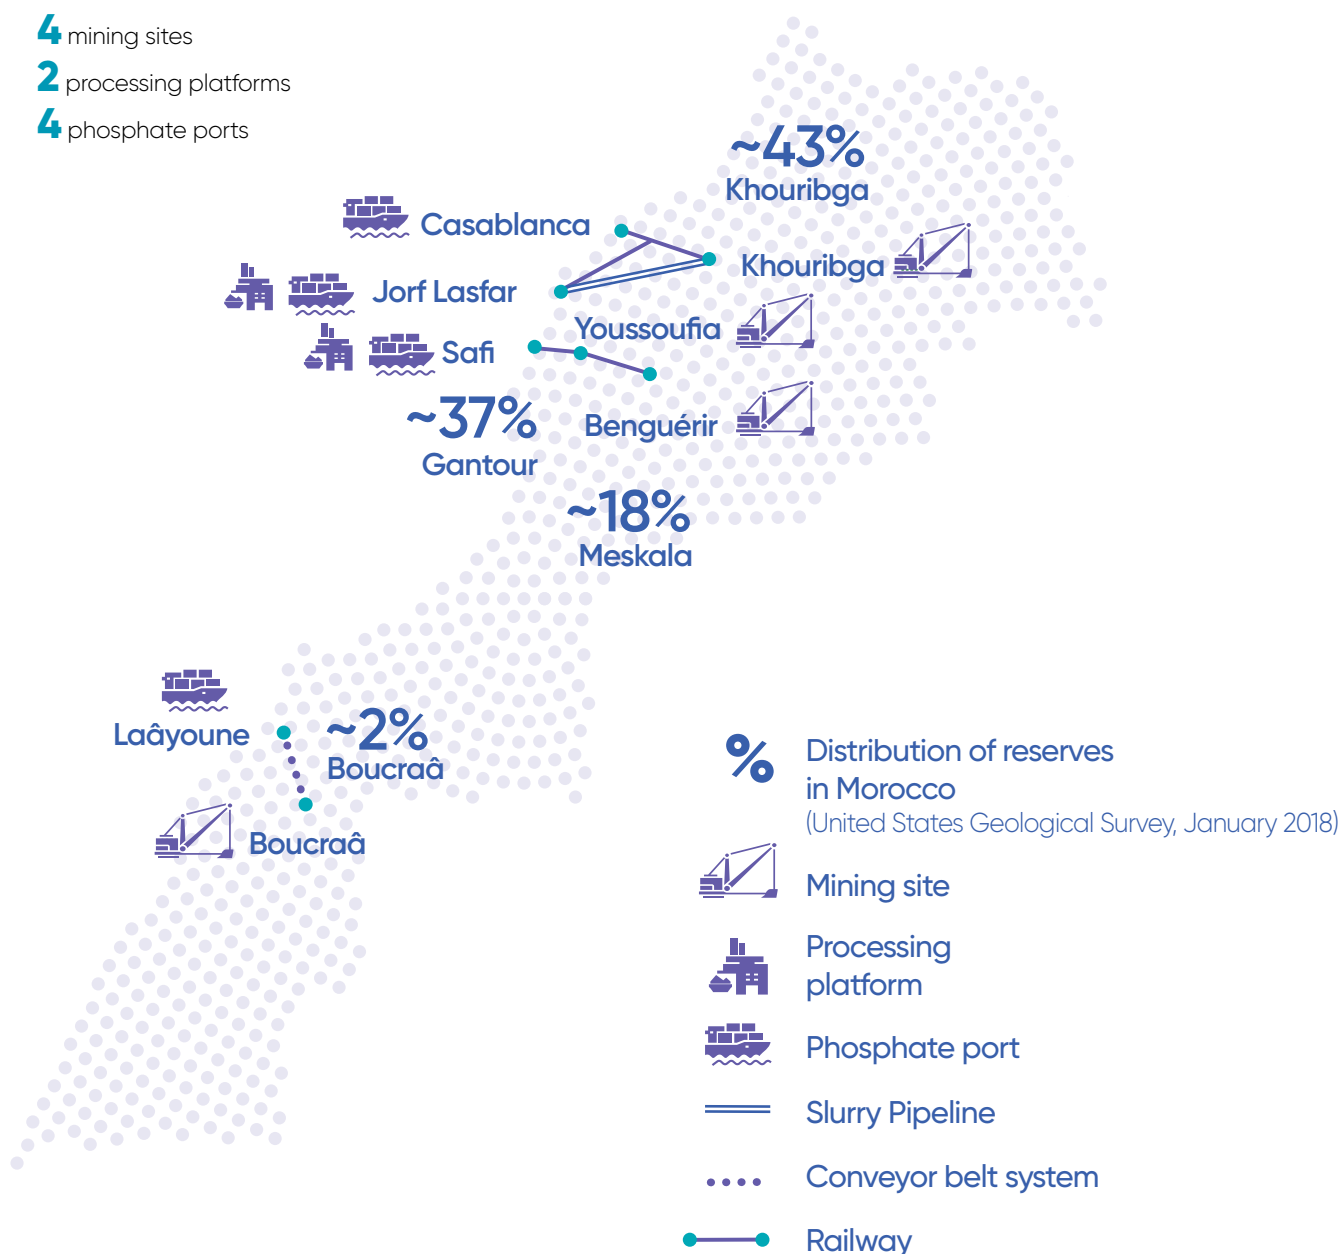 4 mining sites
2 processing platforms
4 phosphate ports
~43%
Khouribga
Casablanca
Khouribga
Jorf Lasfar
Youssoufia
Safi
~37%
Gantour
Benguérir
~18%
Meskala
Laâyoune
~2%
Boucraâ
Boucraâ
% Distribution of reserves
in Morocco
(United States Geological Survey, January 2018)
Mining site
Processing
platform
Phosphate port
Slurry Pipeline
Conveyor belt system
Railway